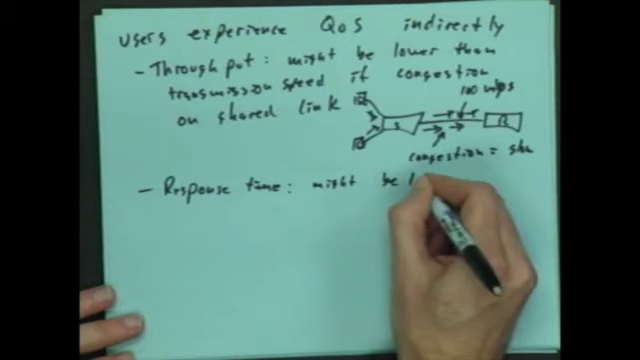 users experience QoS indirectly
- Throughput: might be lower than
transmission speed if congestion
on shared link
100 mbps
S
R
congestion = slow
- Response time: might be l